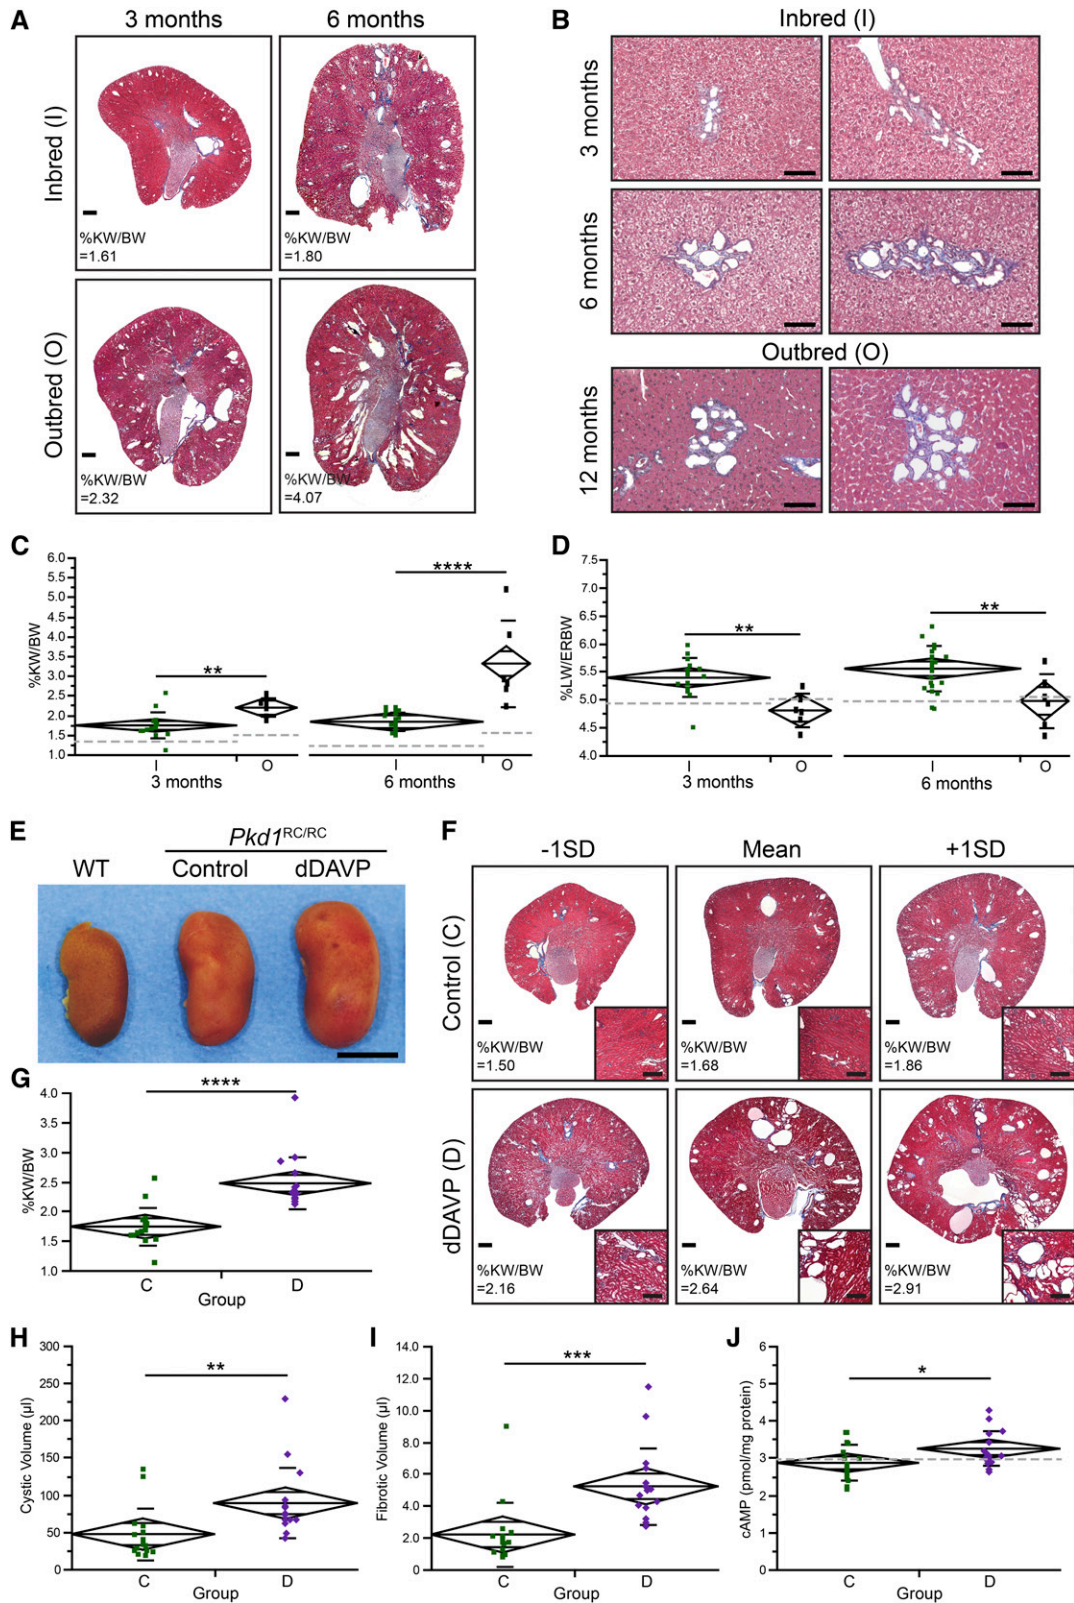 A
3 months
6 months
Inbred (I)
%KW/BW
=1.61
%KW/BW
=1.80
Outbred (O)
%KW/BW
=2.32
%KW/BW
=4.07
B
Inbred (I)
3 months
6 months
Outbred (O)
12 months
C
%KW/BW
6.0
5.5
5.0
4.5
4.0
3.5
3.0
2.5
2.0
1.5
1.0
**
****
I
O
I
O
3 months
6 months
D
%LW/ERBW
7.5
7.0
6.5
6.0
5.5
5.0
4.5
4.0
**
**
I
O
I
O
3 months
6 months
E
Pkd1RC/RC
WT
Control
dDAVP
F
-1SD
Mean
+1SD
Control (C)
%KW/BW
=1.50
%KW/BW
=1.68
%KW/BW
=1.86
dDAVP (D)
%KW/BW
=2.16
%KW/BW
=2.64
%KW/BW
=2.91
G
%KW/BW
4.0
3.5
3.0
2.5
2.0
1.5
1.0
****
C
D
Group
H
Cystic Volume (µl)
300
250
200
150
100
50
0
**
C
D
Group
I
Fibrotic Volume (µl)
14.0
12.0
10.0
8.0
6.0
4.0
2.0
0
***
C
D
Group
J
cAMP (pmol/mg protein)
6
5
4
3
2
1
0
*
C
D
Group